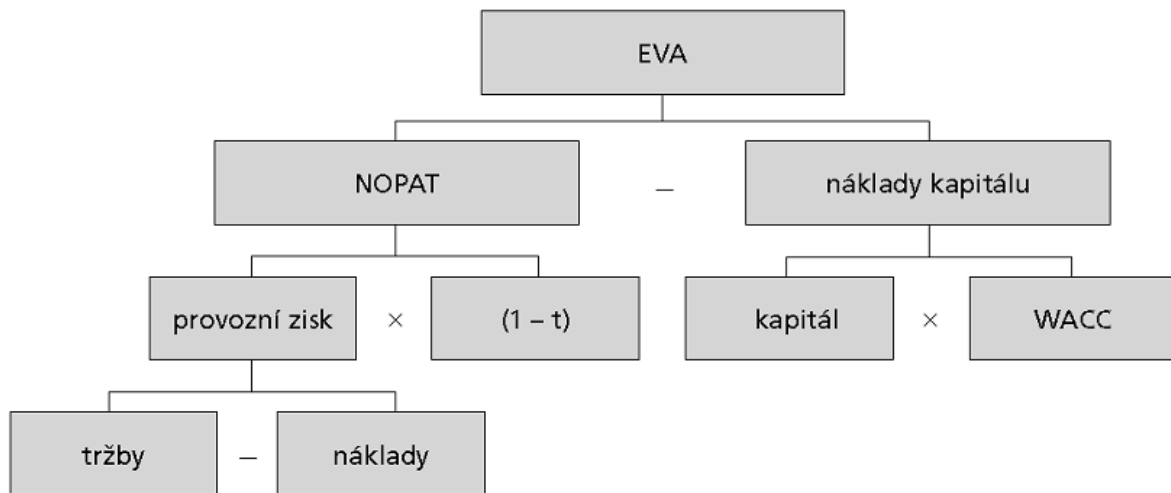 EVA
NOPAT – náklady kapitálu
provozní zisk × (1 – t) kapitál × WACC
tržby – náklady